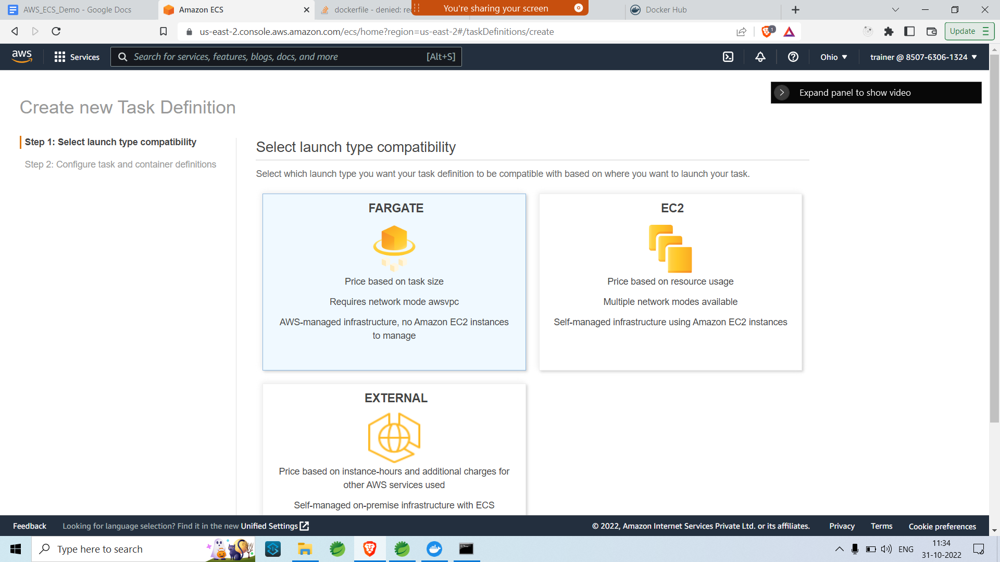 AWS_ECS_Demo - Google Docs
Amazon ECS
dockerfile - denied: re
You're sharing your screen
Docker Hub
us-east-2.console.aws.amazon.com/ecs/home?region=us-east-2#/taskDefinitions/create
1
Update
aws
Services
Search for services, features, blogs, docs, and more
[Alt+S]
Ohio
trainer @ 8507-6306-1324
Expand panel to show video
Create new Task Definition
Step 1: Select launch type compatibility
Step 2: Configure task and container definitions
Select launch type compatibility
Select which launch type you want your task definition to be compatible with based on where you want to launch your task.
FARGATE
Price based on task size
Requires network mode awsvpc
AWS-managed infrastructure, no Amazon EC2 instances
to manage
EC2
Price based on resource usage
Multiple network modes available
Self-managed infrastructure using Amazon EC2 instances
EXTERNAL
Price based on instance-hours and additional charges for
other AWS services used
Self-managed on-premise infrastructure with ECS
Feedback
Looking for language selection? Find it in the new Unified Settings
© 2022, Amazon Internet Services Private Ltd. or its affiliates.
Privacy
Terms
Cookie preferences
Type here to search
ENG
11:34
31-10-2022